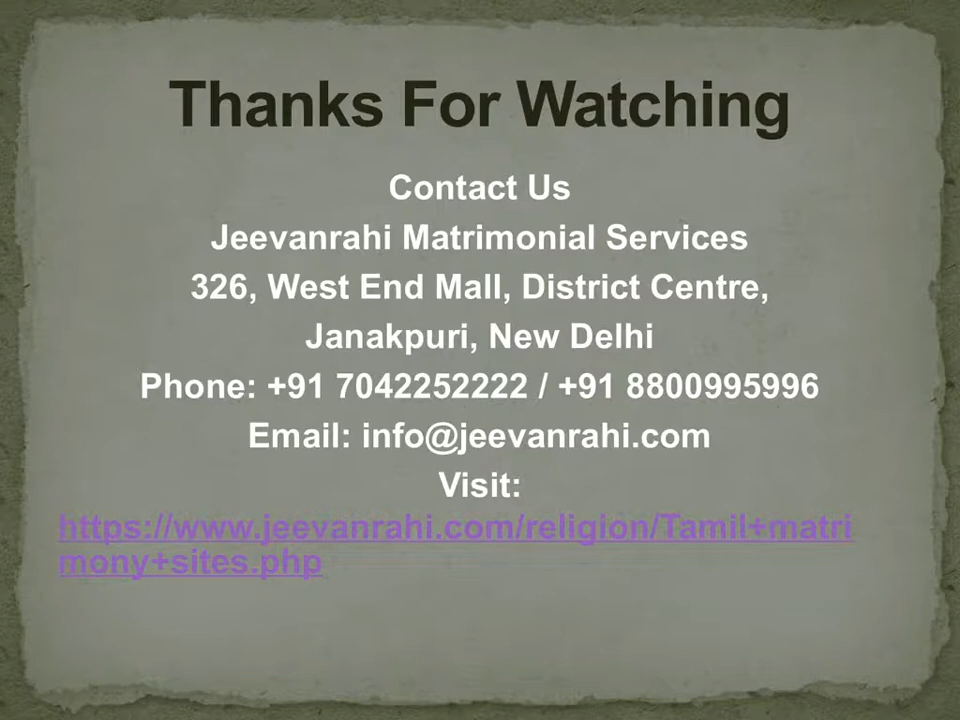 Thanks For Watching
Contact Us
Jeevanrahi Matrimonial Services
326, West End Mall, District Centre,
Janakpuri, New Delhi
Phone: +91 7042252222 / +91 8800995996
Email: info@jeevanrahi.com
Visit:
https://www.jeevanrahi.com/religion/Tamil+matri
mony+sites.php